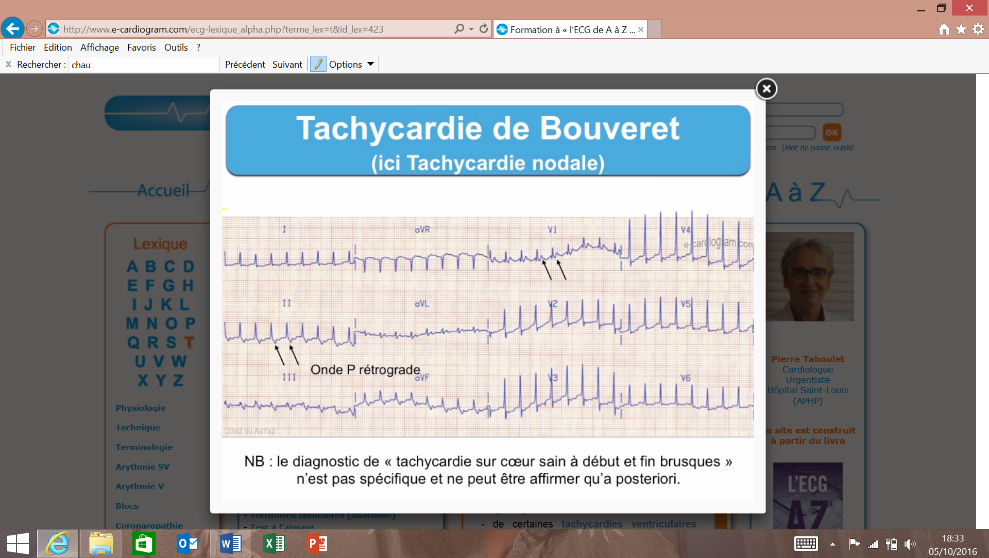 http://www.e-cardiogram.com/ecg-lexique_alpha.php?terme_lex=t&id_lex=423
Formation à « l'ECG de A à Z ...
Fichier Edition Affichage Favoris Outils ?
Rechercher : chau
Précédent Suivant Options
Tachycardie de Bouveret
(ici Tachycardie nodale)
OK
Mot de passe oublié
Accueil
A à Z
Lexique
A B C D
E F G H
I J K L
M N O P
Q R S T
U V W
X Y Z
Physiologie
Technique
Terminologie
Arythmie SV
Arythmie V
Blocs
Coronaropathie
I aVR V1 V4
e-cardiogram.com
II aVL V2 V5
Onde P rétrograde
III aVF V3 V6
NB : le diagnostic de « tachycardie sur cœur sain à début et fin brusques »
n'est pas spécifique et ne peut être affirmer qu'a posteriori.
Pierre Taboulet
Cardiologue
Urgentiste
Hôpital Saint-Louis
(APHP)
e site est construit
à partir du livre
L'ECG
A Z
- Territoires coronaires (anatomie)
- Test à l'aimant
- de certaines tachycardies ventriculaires
18:33
05/10/2016